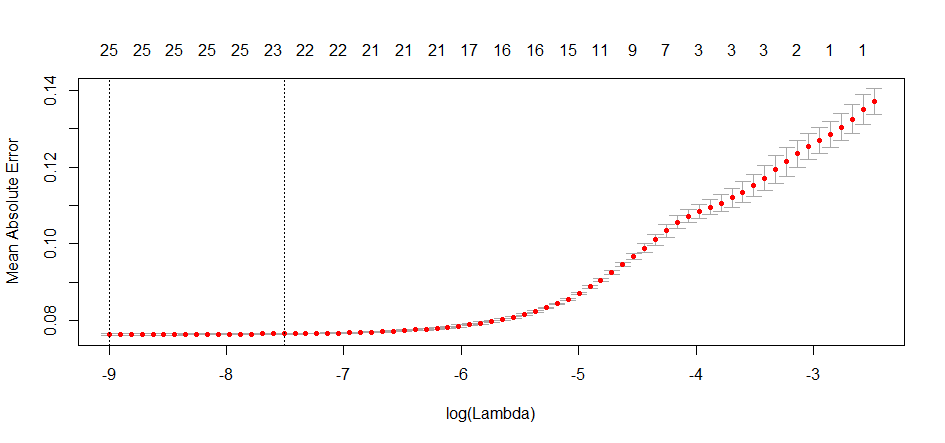 25 25 25 25 25 23 22 22 21 21 21 17 16 16 15 11 9 7 3 3 3 2 1 1
0.14
0.12
0.10
0.08
Mean Absolute Error
-9 -8 -7 -6 -5 -4 -3
log(Lambda)